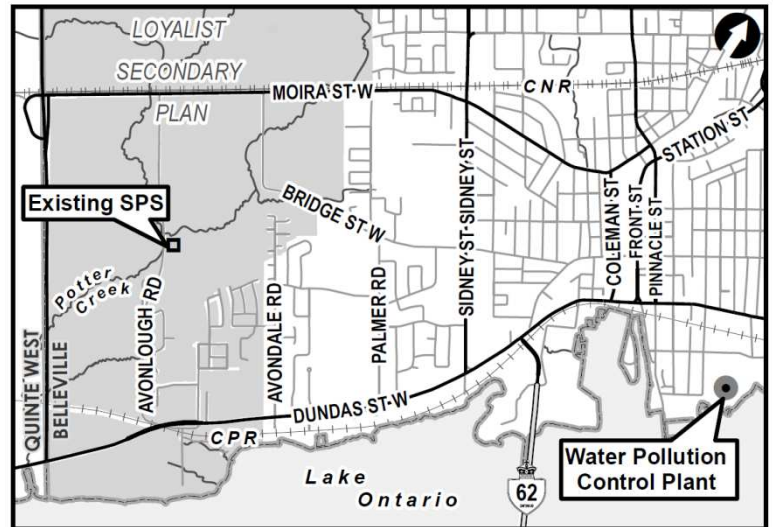 LOYALIST
SECONDARY
PLAN
MOIRA ST W
CNR
STATION ST
Existing SPS
BRIDGE ST W
SIDNEY ST
SIDNEY ST
COLEMAN ST
FRONT ST
PINNACLE ST
Potter
Creek
AVONLOUGH RD
AVONDALE RD
PALMER RD
QUINTE WEST
BELLEVILLE
DUNDAS ST W
CPR
Water Pollution
Control Plant
Lake
Ontario
62